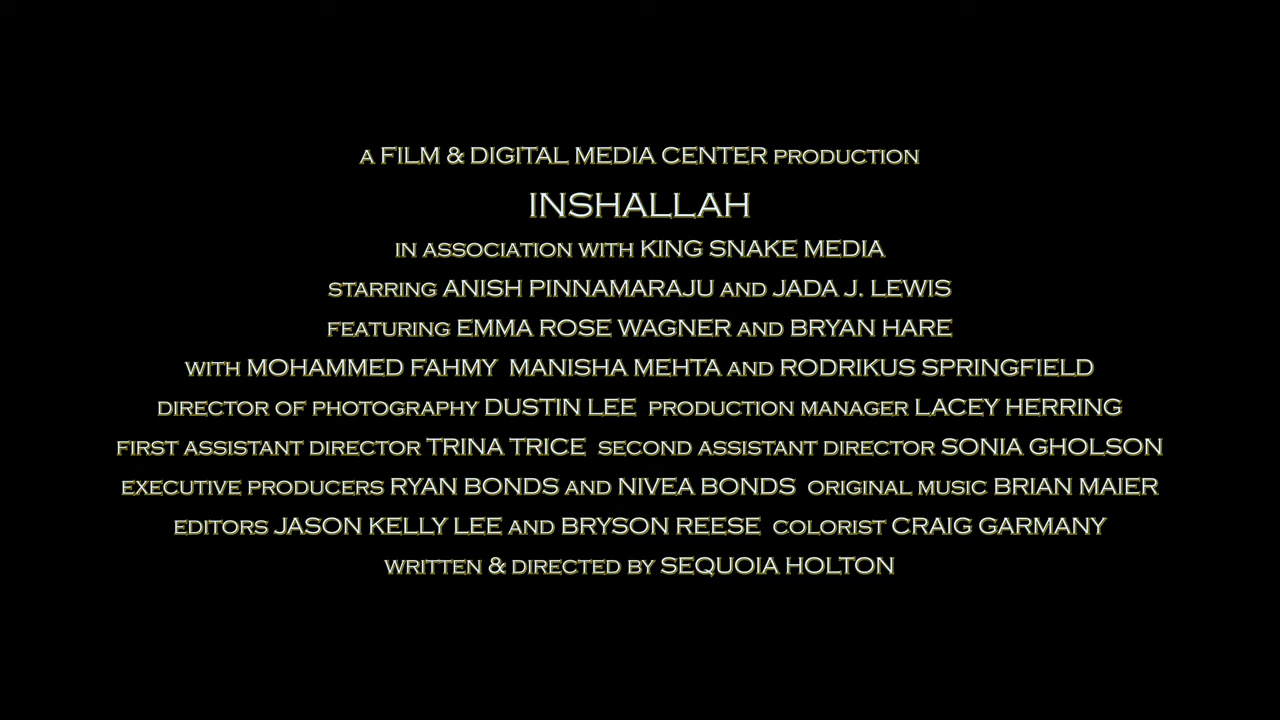 A FILM & DIGITAL MEDIA CENTER PRODUCTION
INSHALLAH
IN ASSOCIATION WITH KING SNAKE MEDIA
STARRING ANISH PINNAMARAJU AND JADA J. LEWIS
FEATURING EMMA ROSE WAGNER AND BRYAN HARE
WITH MOHAMMED FAHMY MANISHA MEHTA AND RODRIKUS SPRINGFIELD
DIRECTOR OF PHOTOGRAPHY DUSTIN LEE PRODUCTION MANAGER LACEY HERRING
FIRST ASSISTANT DIRECTOR TRINA TRICE SECOND ASSISTANT DIRECTOR SONIA GHOLSON
EXECUTIVE PRODUCERS RYAN BONDS AND NIVEA BONDS ORIGINAL MUSIC BRIAN MAIER
EDITORS JASON KELLY LEE AND BRYSON REESE COLORIST CRAIG GARMANY
WRITTEN & DIRECTED BY SEQUOIA HOLTON